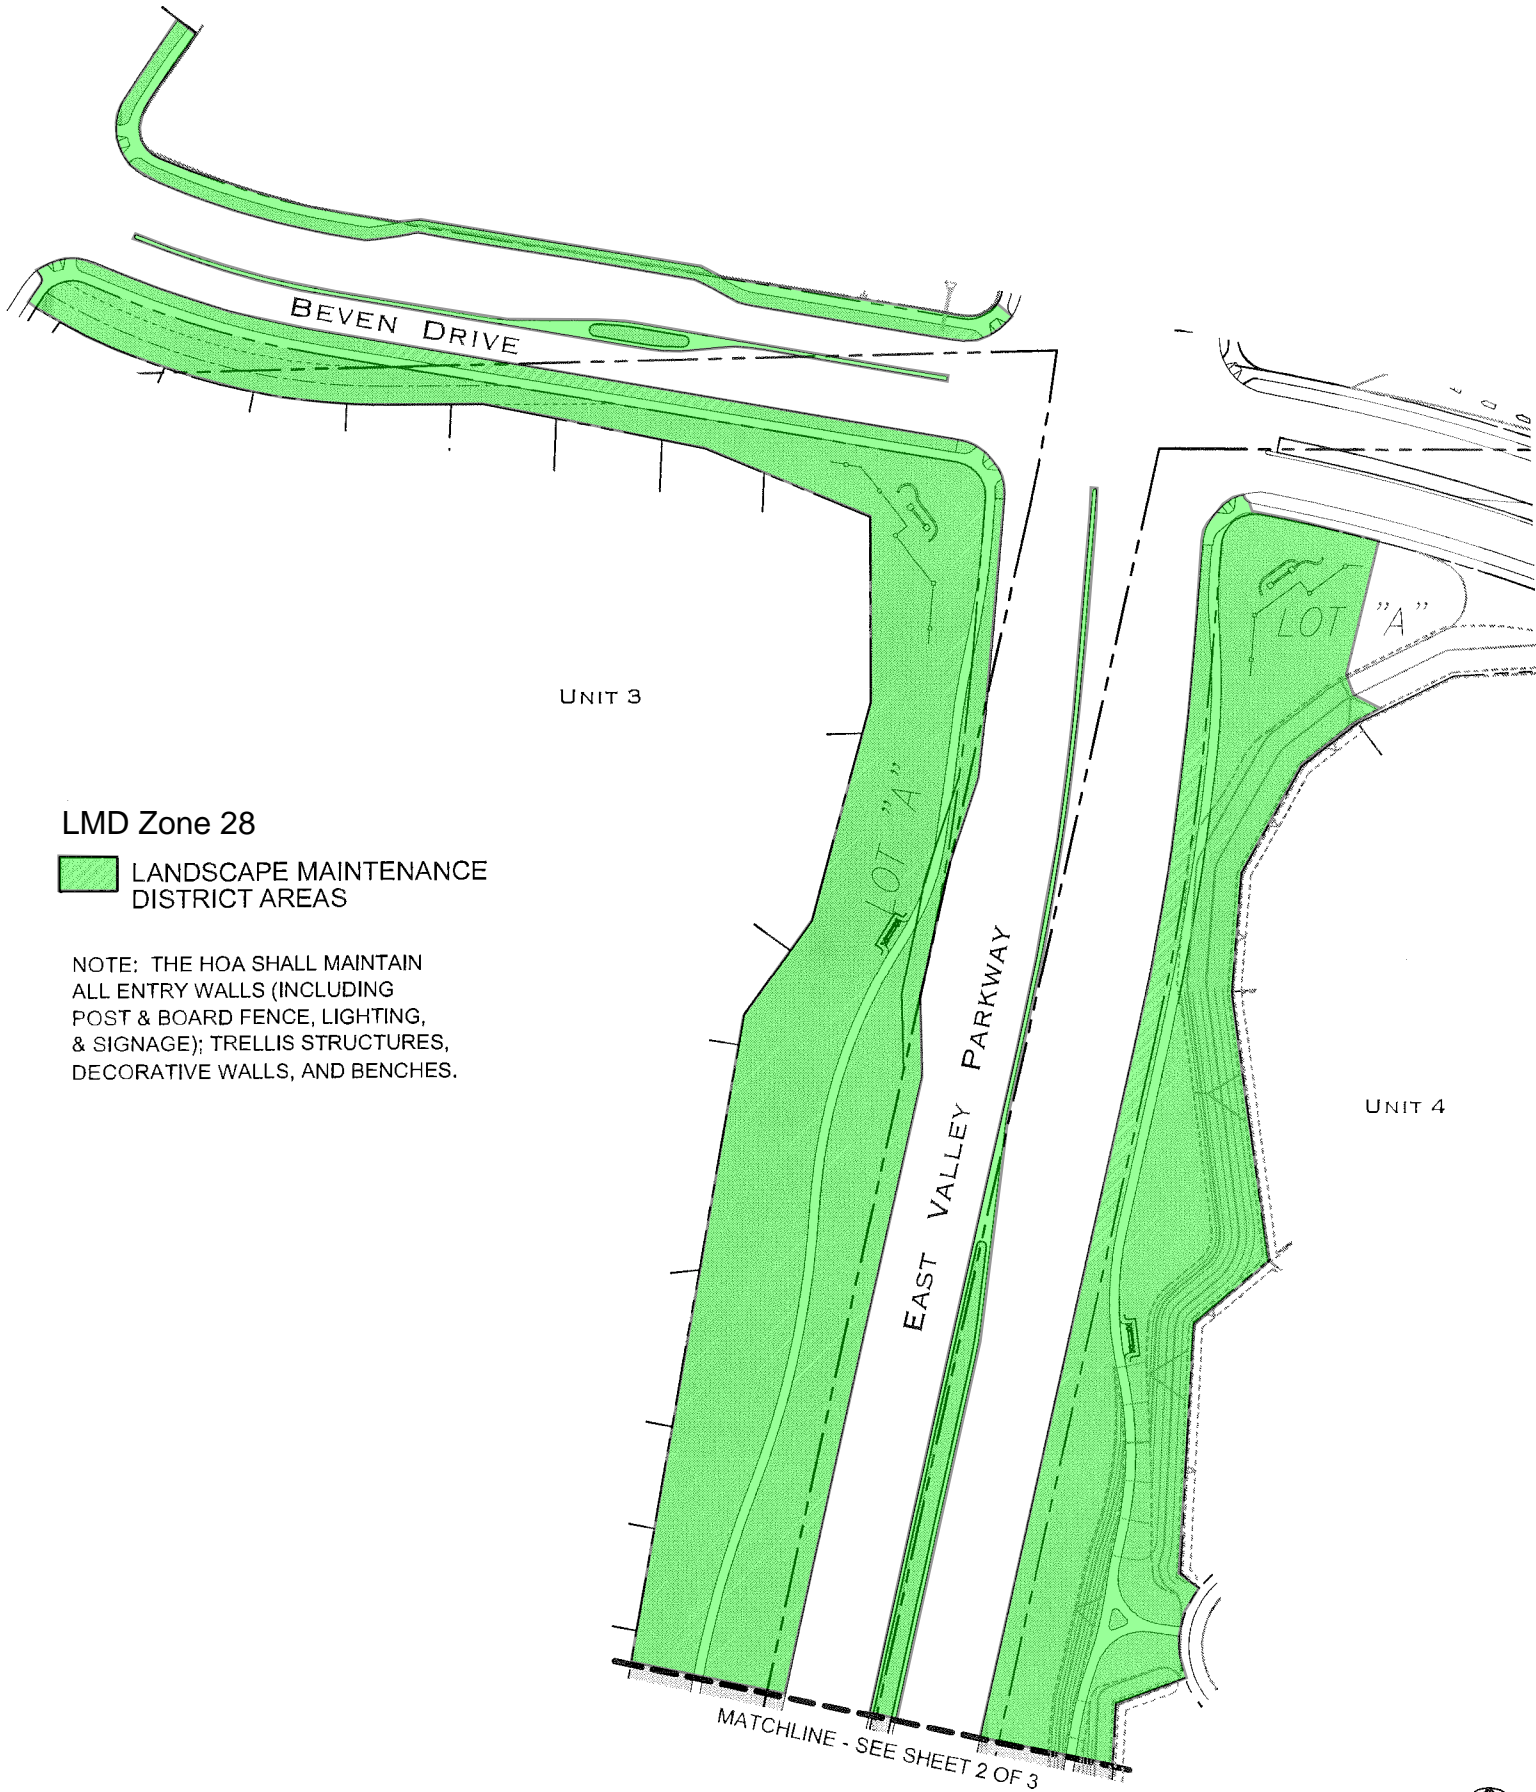 BEVEN DRIVE
UNIT 3
LOT "A"
LOT "A"
LMD Zone 28
LANDSCAPE MAINTENANCE
DISTRICT AREAS
NOTE: THE HOA SHALL MAINTAIN
ALL ENTRY WALLS (INCLUDING
POST & BOARD FENCE, LIGHTING,
& SIGNAGE); TRELLIS STRUCTURES,
DECORATIVE WALLS, AND BENCHES.
EAST VALLEY PARKWAY
UNIT 4
MATCHLINE - SEE SHEET 2 OF 3